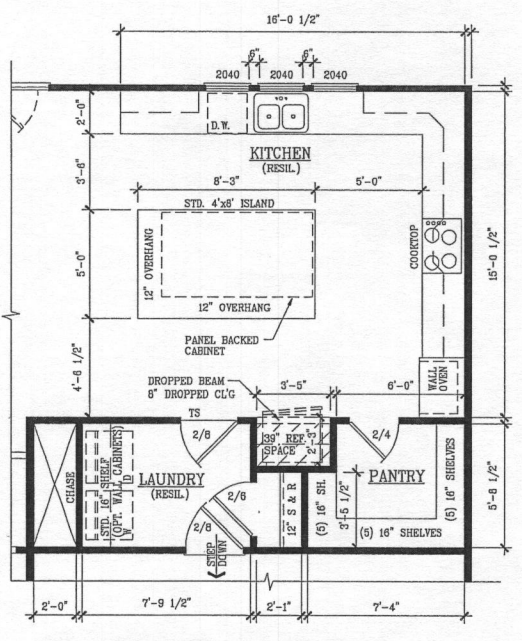 16'-0 1/2"
6"
6"
2040
2040
2040
2'-0"
D.W.
KITCHEN
(RESIL.)
3'-6"
8'-3"
5'-0"
STD. 4'x8' ISLAND
COOKTOP
5'-0"
12" OVERHANG
12" OVERHANG
15'-0 1/2"
PANEL BACKED
CABINET
4'-6 1/2"
WALL
OVEN
DROPPED BEAM
8" DROPPED CL'G
3'-5"
6'-0"
TS
2/6
39" REF.
SPACE
2'-3"
2/4
CHASE
STD. 16" SHELF
(OPT. WALL CABINETS)
W
D
LAUNDRY
(RESIL.)
2/6
2/8
STEP
DOWN
12" S & R
(5) 16" SH.
3'-5 1/2"
PANTRY
(5) 16" SHELVES
(5) 16" SHELVES
5'-8 1/2"
2'-0"
7'-9 1/2"
2'-1"
7'-4"